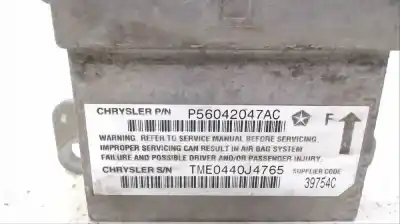 CHRYSLER P/N P56042047AC
F
WARNING. REFER TO SERVICE MANUAL BEFORE SERVICING.
IMPROPER SERVICING CAN RESULT IN AIR BAG SYSTEM
FAILURE AND POSSIBLE DRIVER AND/OR PASSENGER INJURY.
CHRYSLER S/N TME0440J4765 SUPPLIER CODE
39754C